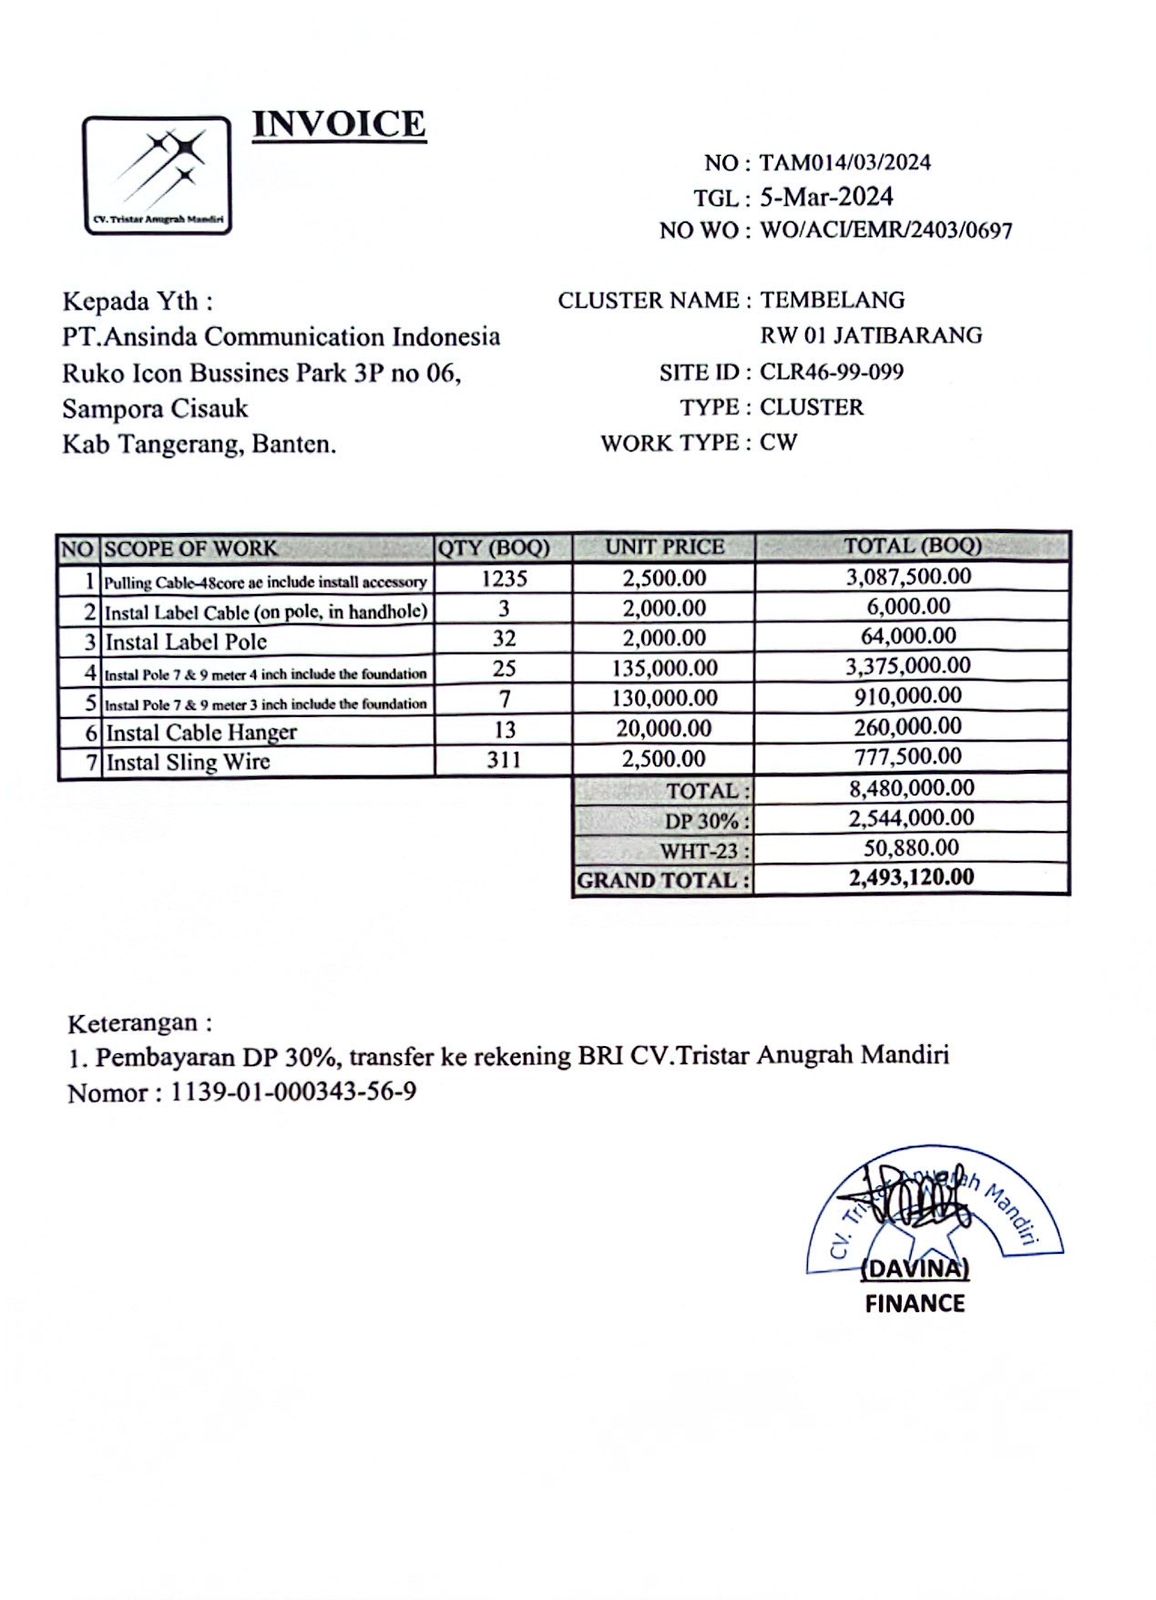 INVOICE
CV. Tristar Anugrah Mandiri
NO : TAM014/03/2024
TGL : 5-Mar-2024
NO WO : WO/ACI/EMR/2403/0697
Kepada Yth :
PT.Ansinda Communication Indonesia
Ruko Icon Bussines Park 3P no 06,
Sampora Cisauk
Kab Tangerang, Banten.
CLUSTER NAME : TEMBELANG
RW 01 JATIBARANG
SITE ID : CLR46-99-099
TYPE : CLUSTER
WORK TYPE : CW
NO SCOPE OF WORK QTY (BOQ) UNIT PRICE TOTAL (BOQ)
1 Pulling Cable-48core ae include install accessory 1235 2,500.00 3,087,500.00
2 Instal Label Cable (on pole, in handhole) 3 2,000.00 6,000.00
3 Instal Label Pole 32 2,000.00 64,000.00
4 Instal Pole 7 & 9 meter 4 inch include the foundation 25 135,000.00 3,375,000.00
5 Instal Pole 7 & 9 meter 3 inch include the foundation 7 130,000.00 910,000.00
6 Instal Cable Hanger 13 20,000.00 260,000.00
7 Instal Sling Wire 311 2,500.00 777,500.00
TOTAL : 8,480,000.00
DP 30% : 2,544,000.00
WHT-23 : 50,880.00
GRAND TOTAL : 2,493,120.00
Keterangan :
1. Pembayaran DP 30%, transfer ke rekening BRI CV.Tristar Anugrah Mandiri
Nomor : 1139-01-000343-56-9
CV. Tristar Anugrah Mandiri
(DAVINA)
FINANCE